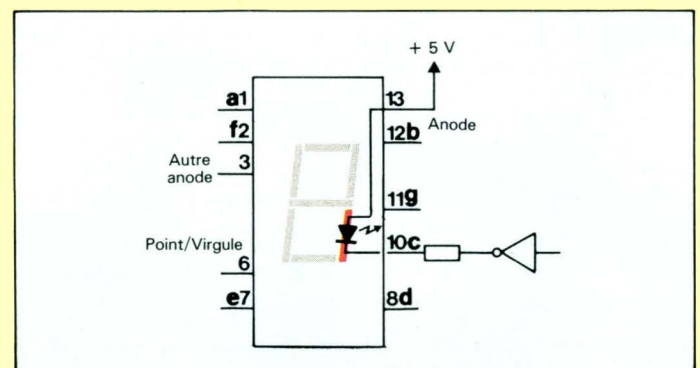 + 5 V
a1
13
Anode
f2
12b
Autre
anode
3
11g
Point/Virgule
10c
6
e7
8d